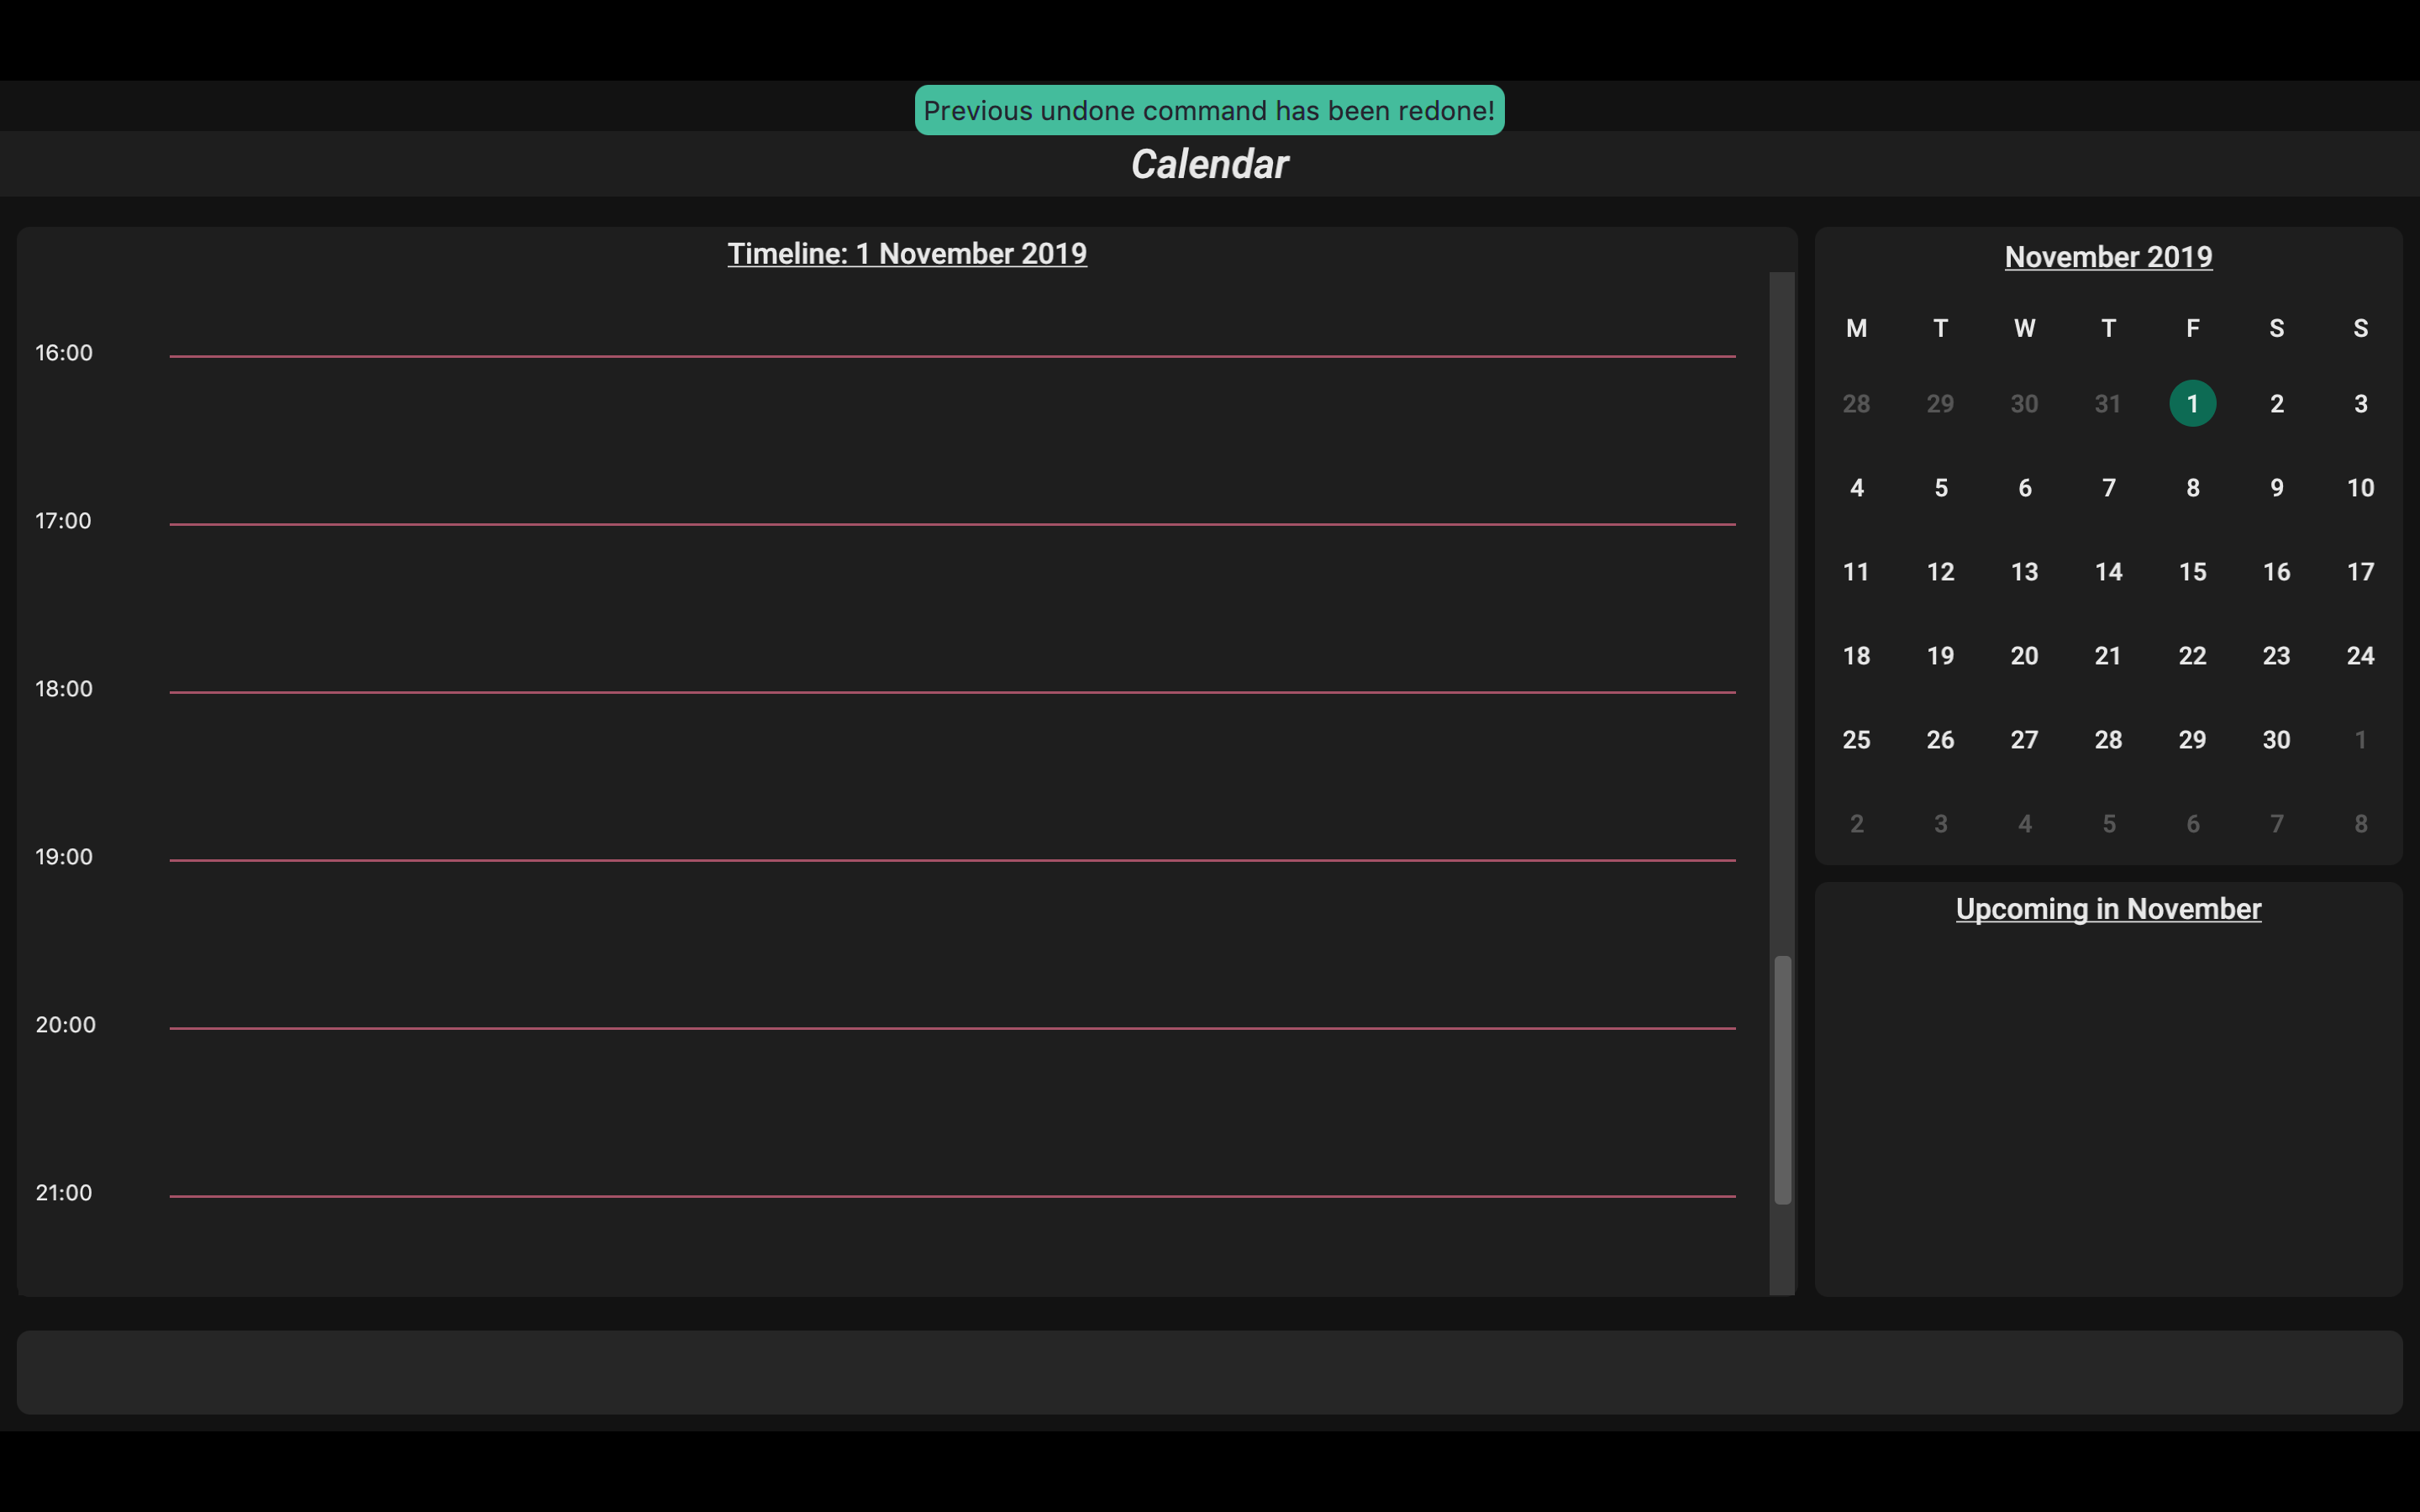 Previous undone command has been redone!
Calendar
Timeline: 1 November 2019
16:00
17:00
18:00
19:00
20:00
21:00
November 2019
M T W T F S S
28 29 30 31 1 2 3
4 5 6 7 8 9 10
11 12 13 14 15 16 17
18 19 20 21 22 23 24
25 26 27 28 29 30 1
2 3 4 5 6 7 8
Upcoming in November